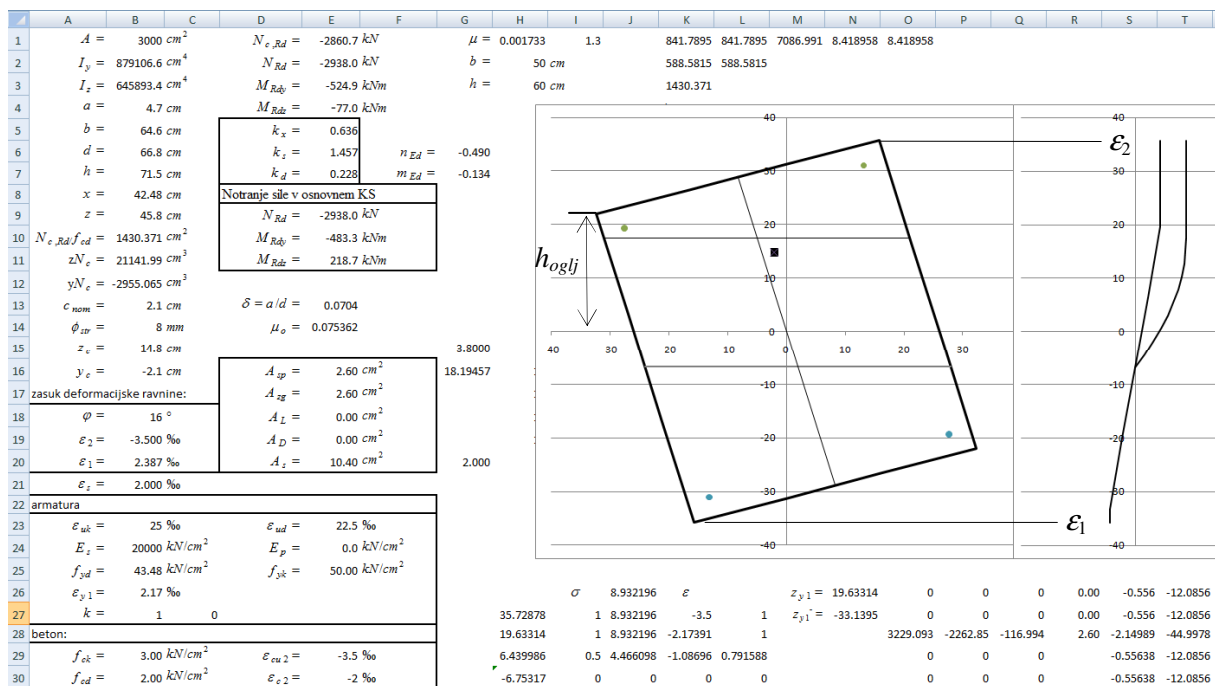 A B C D E F G H I J K L M N O P Q R S T
1 A = 3000 cm² N c,Rd = -2860.7 kN μ = 0.001733 1.3 841.7895 841.7895 7086.991 8.418958 8.418958
2 I y = 879106.6 cm⁴ N Rd = -2938.0 kN b = 50 cm 588.5815 588.5815
3 I z = 645893.4 cm⁴ M Rdy = -524.9 kNm h = 60 cm 1430.371
4 a = 4.7 cm M Rdz = -77.0 kNm
5 b = 64.6 cm k x = 0.636
6 d = 66.8 cm k s = 1.457 n Ed = -0.490
7 h = 71.5 cm k d = 0.228 m Ed = -0.134
8 x = 42.48 cm Notranje sile v osnovnem KS
9 z = 45.8 cm N Rd = -2938.0 kN
10 N c,Rd/f cd = 1430.371 cm² M Rdy = -483.3 kNm
11 zN c = 21141.99 cm³ M Rdz = 218.7 kNm
12 yN c = -2955.065 cm³
13 c nom = 2.1 cm δ = a/d = 0.0704
14 ϕ str = 8 mm μ o = 0.075362
15 z c = 14.8 cm 3.8000
16 y c = -2.1 cm A sp = 2.60 cm² 18.19457
17 zasuk deformacijske ravnine: A zg = 2.60 cm²
18 φ = 16 ° A L = 0.00 cm²
19 ε 2 = -3.500 ‰ A D = 0.00 cm²
20 ε 1 = 2.387 ‰ A s = 10.40 cm² 2.000
21 ε s = 2.000 ‰
22 armatura
23 ε uk = 25 ‰ ε ud = 22.5 ‰
24 E s = 20000 kN/cm² E p = 0.0 kN/cm²
25 f yd = 43.48 kN/cm² f yk = 50.00 kN/cm²
26 ε y1 = 2.17 ‰ σ 8.932196 ε z y1 = 19.63314 0 0 0 0.00 -0.556 -12.0856
27 k = 1 0 35.72878 1 8.932196 -3.5 1 z y1⁻ = -33.1395 0 0 0 0.00 -0.556 -12.0856
28 beton: 19.63314 1 8.932196 -2.17391 1 3229.093 -2262.85 -116.994 2.60 -2.14989 -44.9978
29 f ck = 3.00 kN/cm² ε cu2 = -3.5 ‰ 6.439986 0.5 4.466098 -1.08696 0.791588 0 0 0 -0.55638 -12.0856
30 f cd = 2.00 kN/cm² ε c2 = -2 ‰ -6.75317 0 0 0 0 0 0 0 -0.55638 -12.0856
40 40
ε2
30 30
20 20
h oglj
10 10
0 0
40 30 20 10 0 10 20 30
-10 -10
-20 -20
-30 -30
ε1
-40 -40